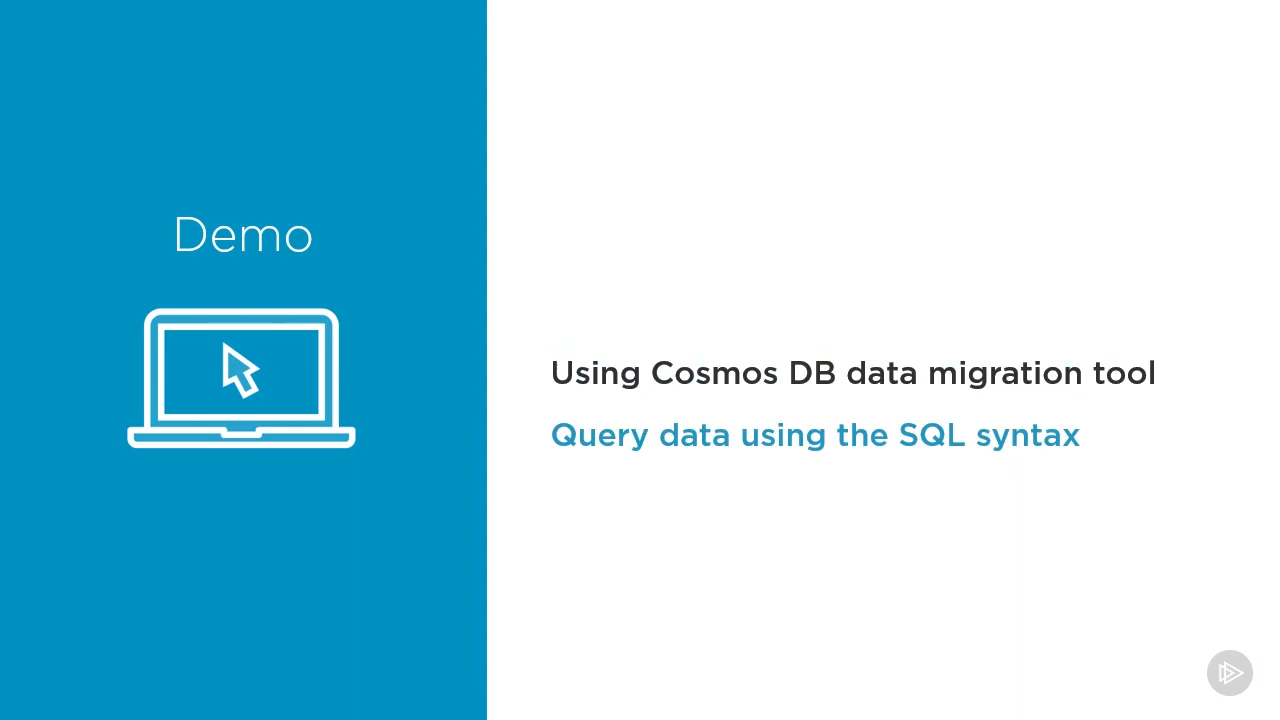 Demo
Using Cosmos DB data migration tool
Query data using the SQL syntax